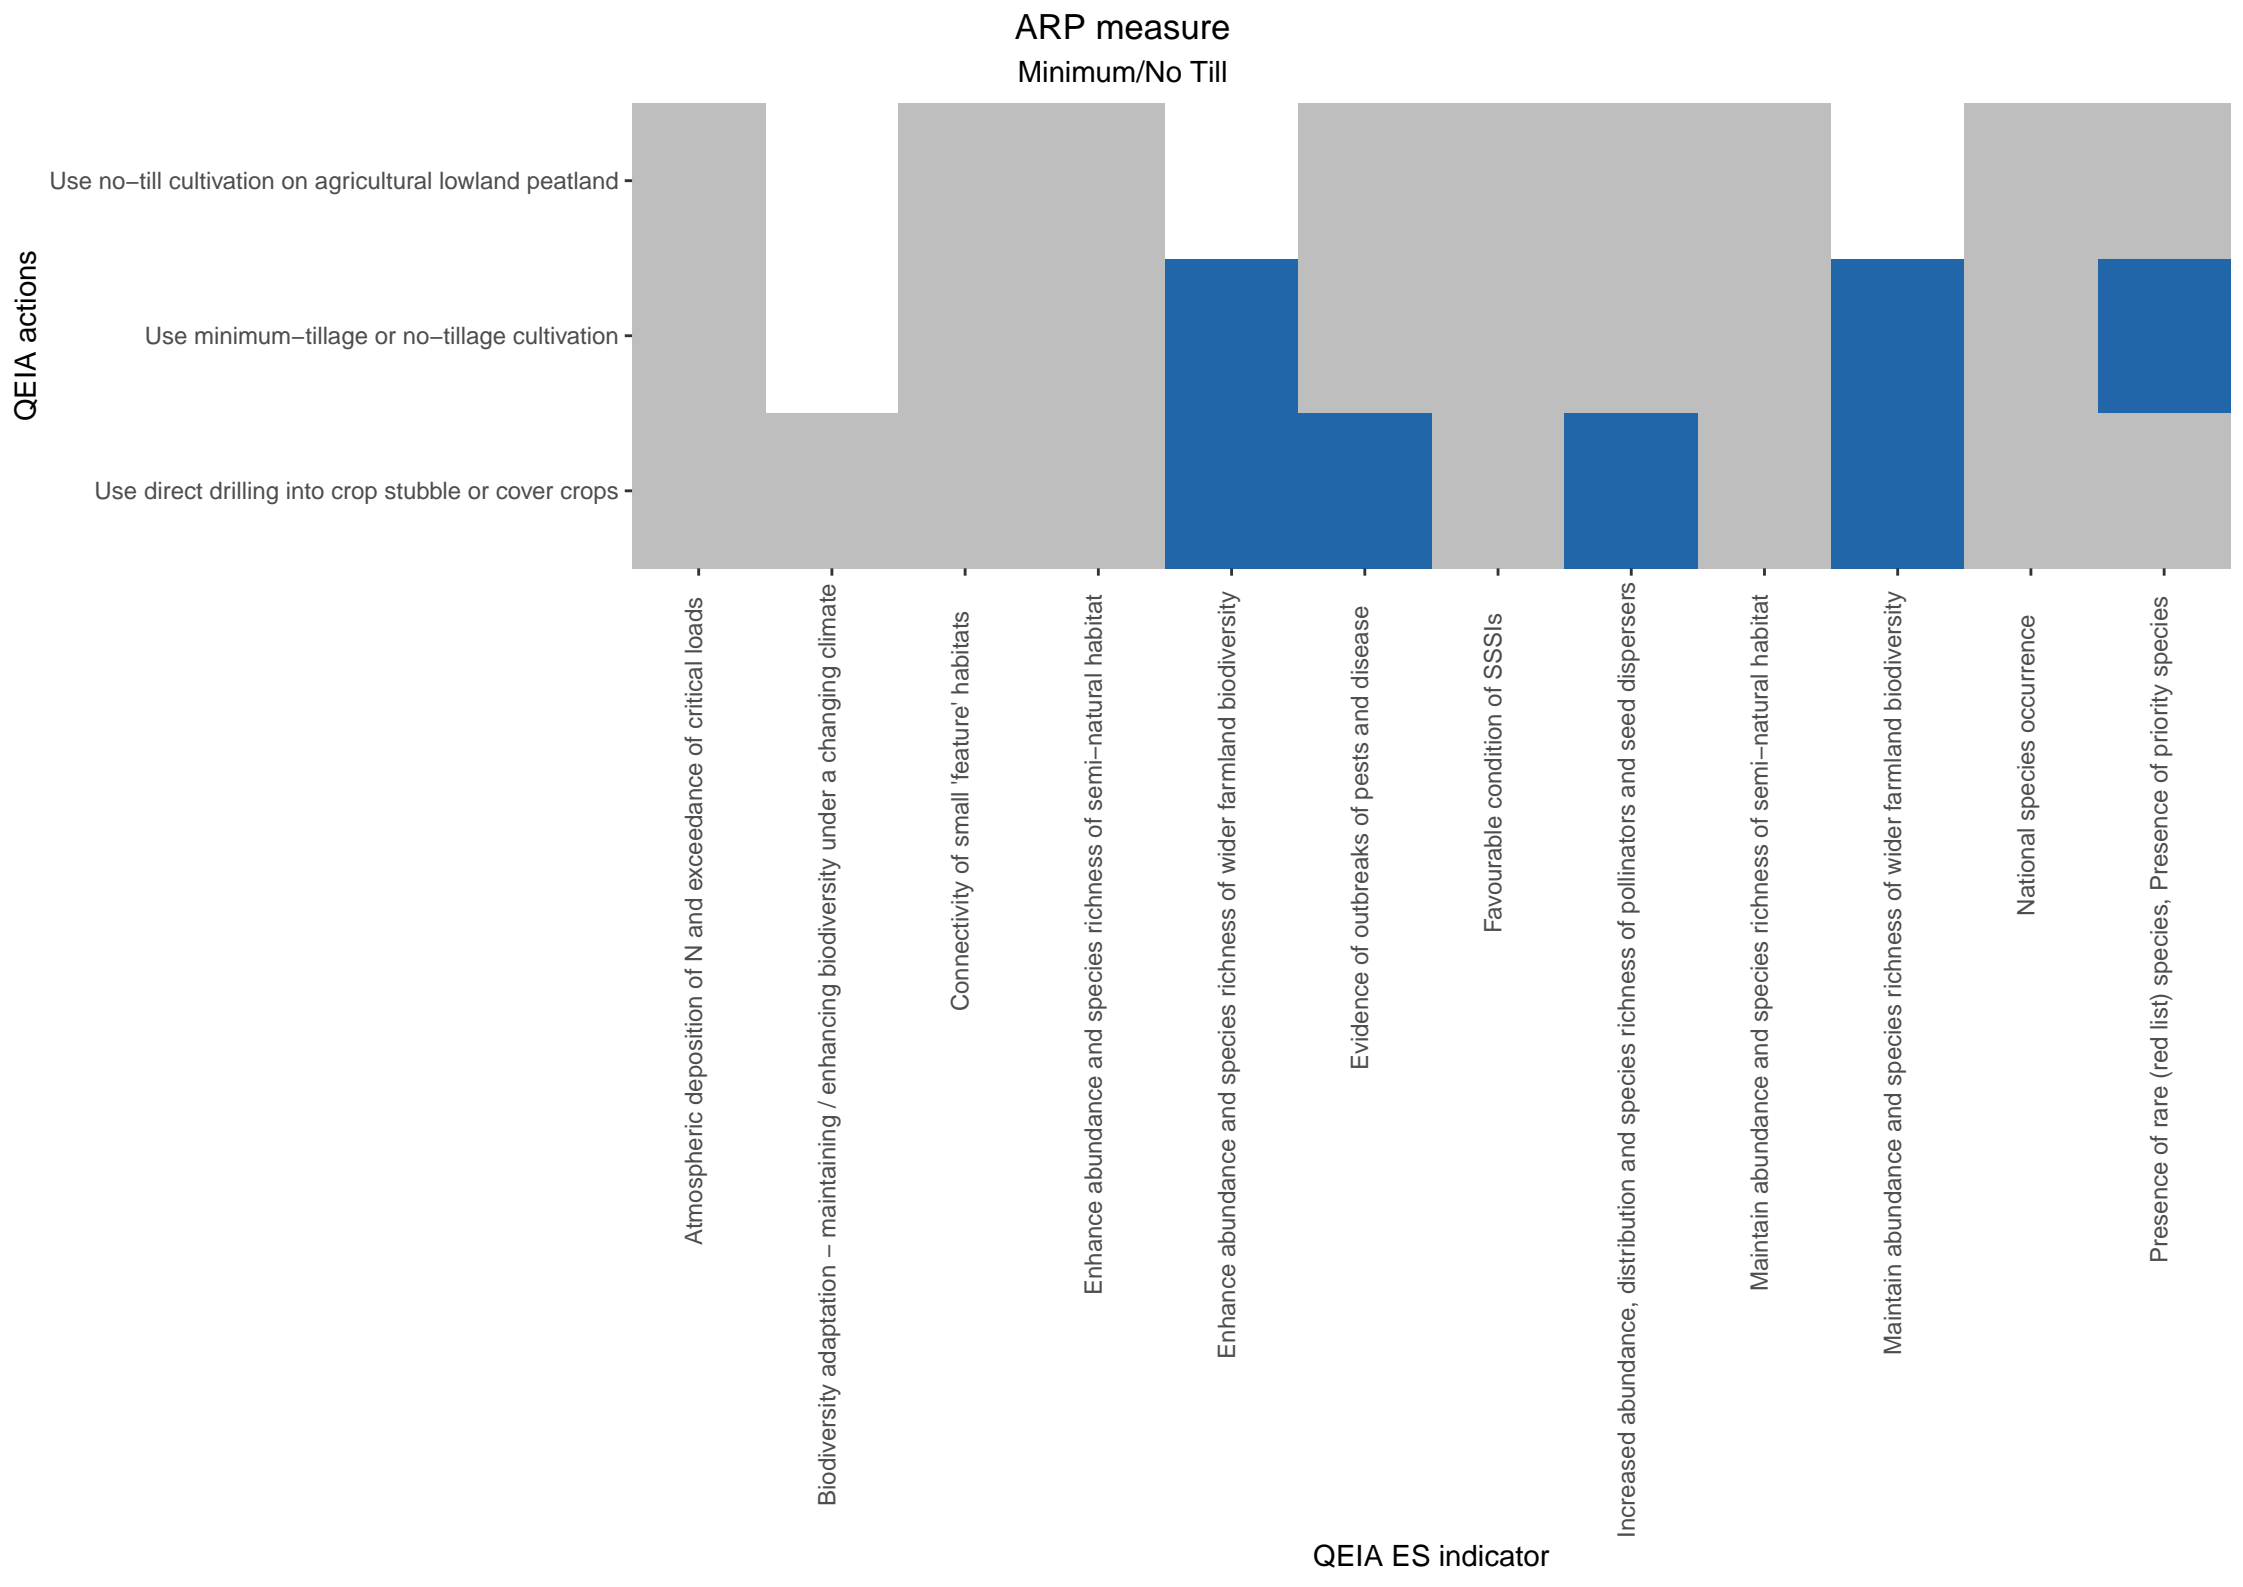 ARP measure
Minimum/No Till
QEIA actions
Use no−till cultivation on agricultural lowland peatland
Use minimum−tillage or no−tillage cultivation
Use direct drilling into crop stubble or cover crops
Atmospheric deposition of N and exceedance of critical loads
Biodiversity adaptation − maintaining / enhancing biodiversity under a changing climate
Connectivity of small 'feature' habitats
Enhance abundance and species richness of semi−natural habitat
Enhance abundance and species richness of wider farmland biodiversity
Evidence of outbreaks of pests and disease
Favourable condition of SSSIs
Increased abundance, distribution and species richness of pollinators and seed dispersers
Maintain abundance and species richness of semi−natural habitat
Maintain abundance and species richness of wider farmland biodiversity
National species occurrence
Presence of rare (red list) species, Presence of priority species
QEIA ES indicator